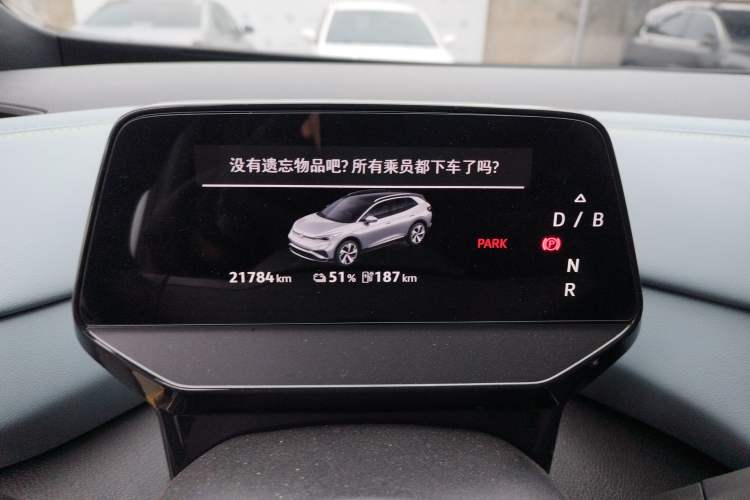 没有遗忘物品吧?所有乘员都下车了吗?
D / B
PARK
P
N
21784 km 51 % 187 km
R